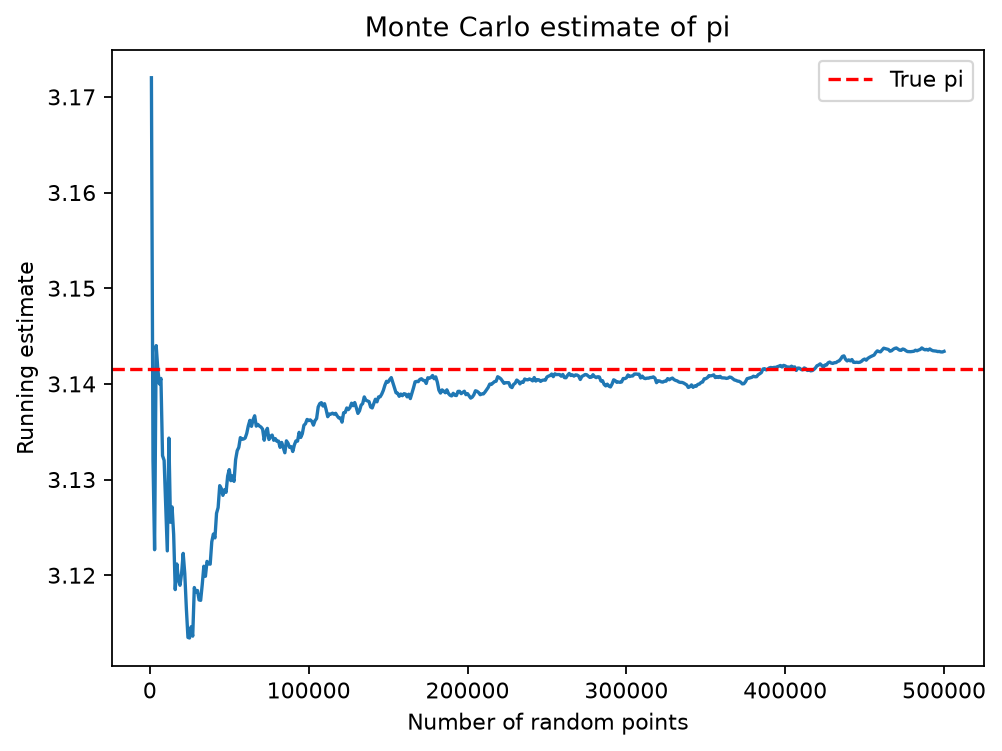 Monte Carlo estimate of pi
True pi
3.17
3.16
3.15
3.14
3.13
3.12
Running estimate
0 100000 200000 300000 400000 500000
Number of random points